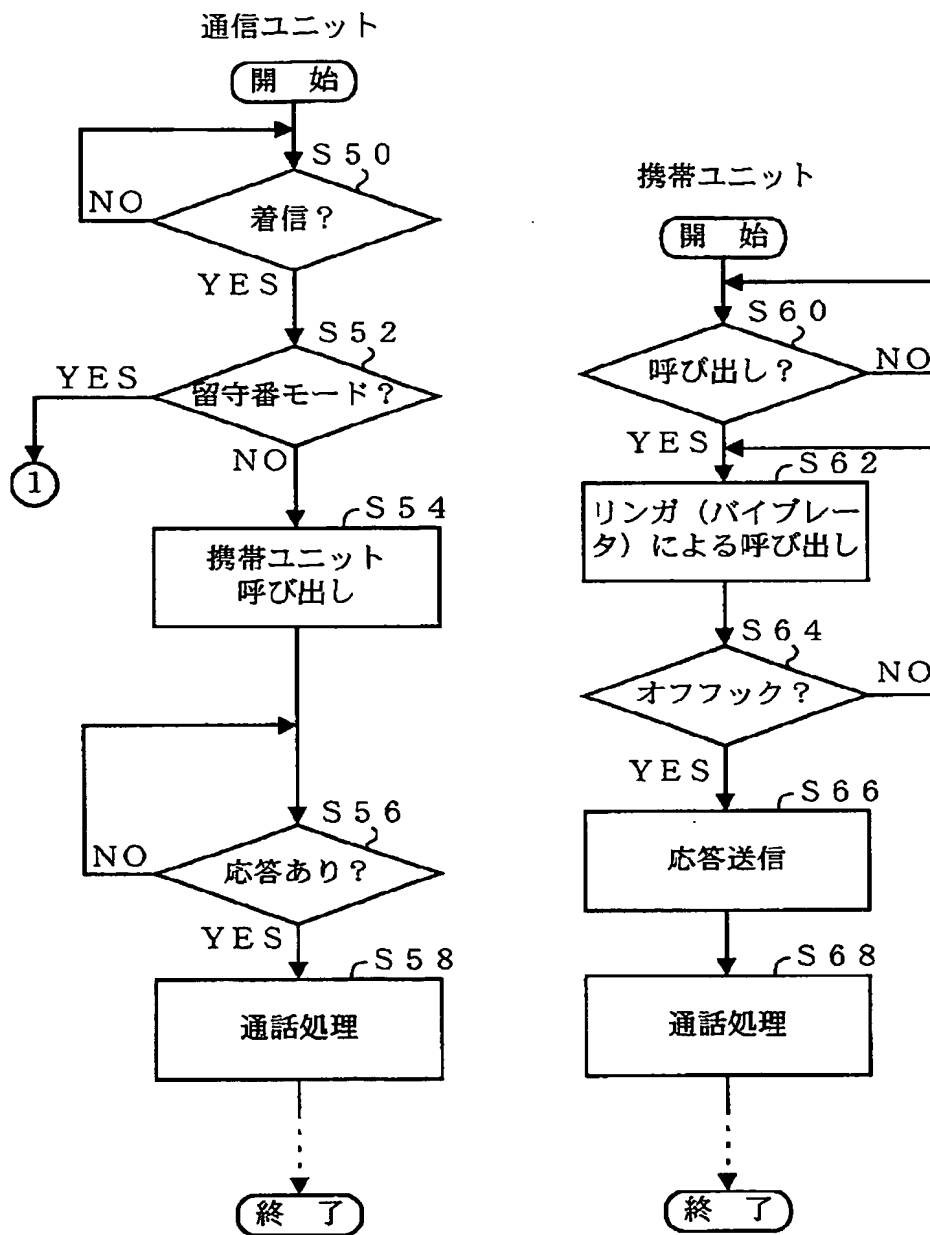 通信ユニット
開　始
Ｓ５０
着信？
ＮＯ
ＹＥＳ
Ｓ５２
留守番モード？
ＹＥＳ
①
ＮＯ
Ｓ５４
携帯ユニット
呼び出し
Ｓ５６
応答あり？
ＮＯ
ＹＥＳ
Ｓ５８
通話処理
終　了
携帯ユニット
開　始
Ｓ６０
呼び出し？
ＮＯ
ＹＥＳ
Ｓ６２
リンガ（バイブレー
タ）による呼び出し
Ｓ６４
オフフック？
ＮＯ
ＹＥＳ
Ｓ６６
応答送信
Ｓ６８
通話処理
終　了